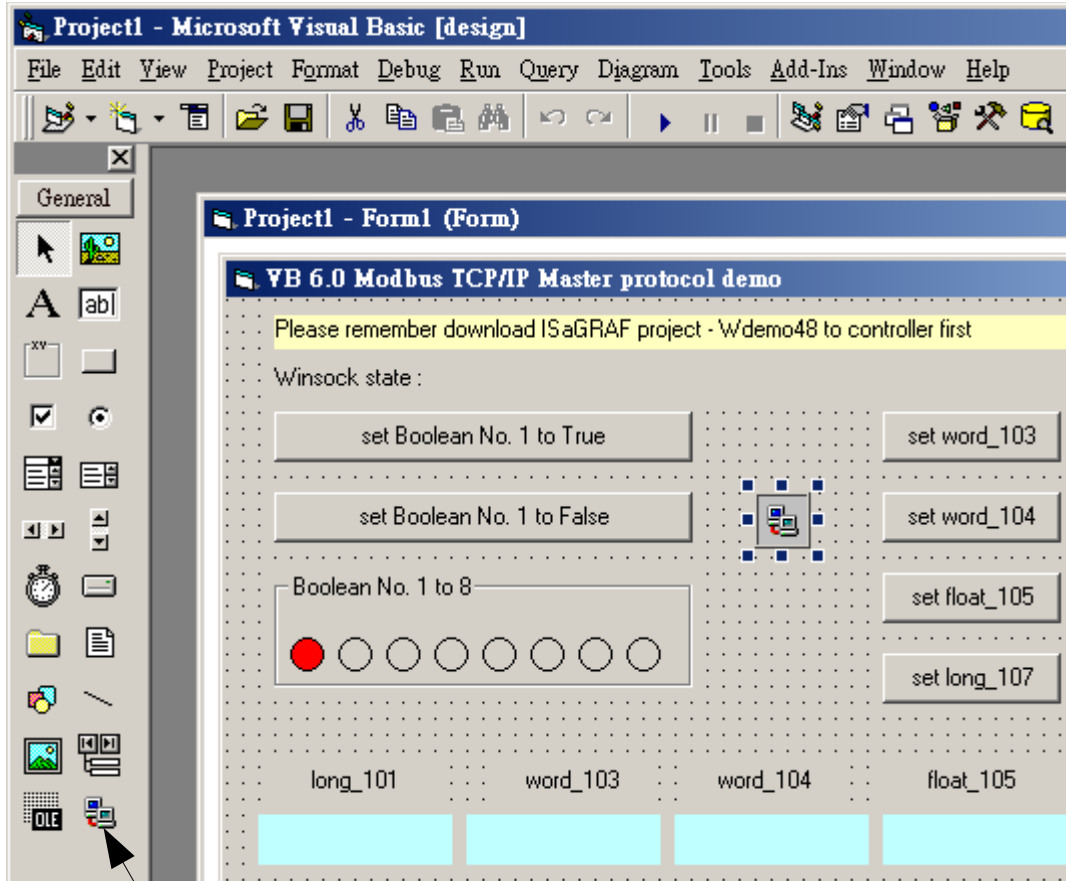 Project1 - Microsoft Visual Basic [design]
File Edit View Project Format Debug Run Query Diagram Tools Add-Ins Window Help
General
Project1 - Form1 (Form)
A ab|
xy
VB 6.0 Modbus TCP/IP Master protocol demo
Please remember download ISaGRAF project - Wdemo48 to controller first
Winsock state :
set Boolean No. 1 to True
set word_103
set Boolean No. 1 to False
set word_104
Boolean No. 1 to 8
set float_105
set long_107
long_101 word_103 word_104 float_105
OLE